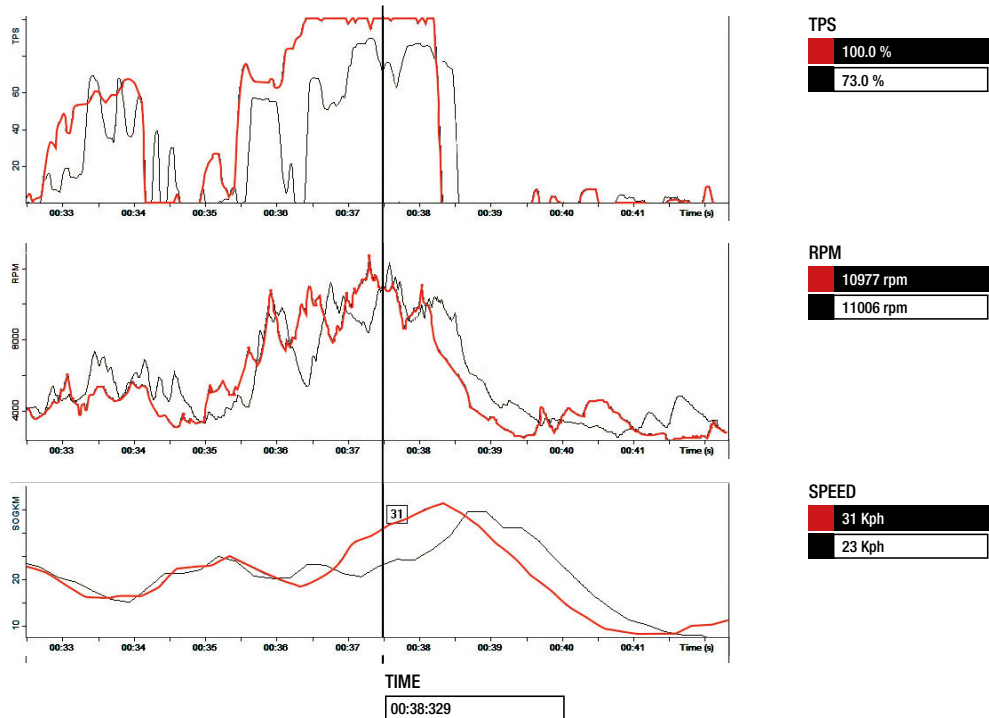 TPS
60
40
20
00:33 00:34 00:35 00:36 00:37 00:38 00:39 00:40 00:41 Time (s)
TPS
100.0 %
73.0 %
RPM
8000
4000
00:33 00:34 00:35 00:36 00:37 00:38 00:39 00:40 00:41 Time (s)
RPM
10977 rpm
11006 rpm
SOGKM
20
10
31
00:33 00:34 00:35 00:36 00:37 00:38 00:39 00:40 00:41 Time (s)
SPEED
31 Kph
23 Kph
TIME
00:38:329